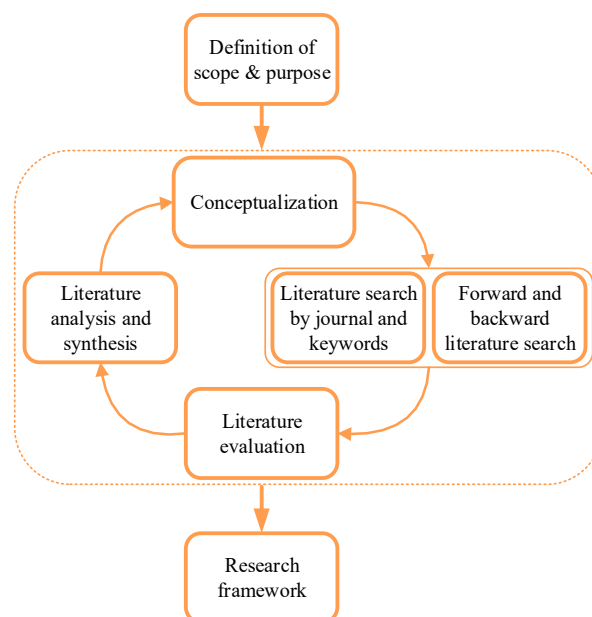 Definition of
scope & purpose
Conceptualization
Literature
analysis and
synthesis
Literature search
by journal and
keywords
Forward and
backward
literature search
Literature
evaluation
Research
framework